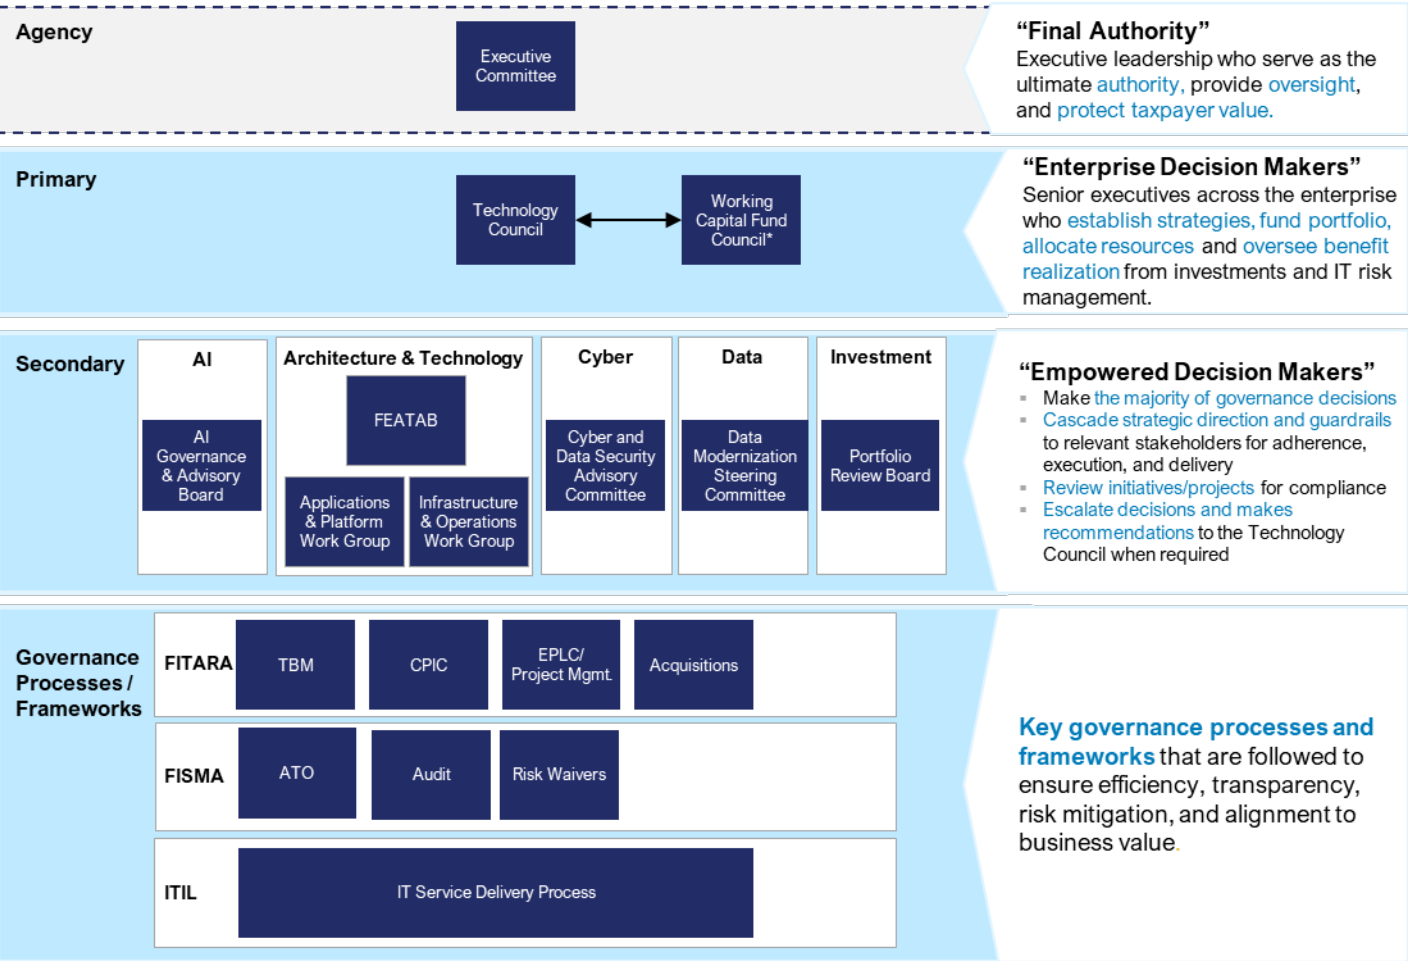 Agency
Executive
Committee
“Final Authority”
Executive leadership who serve as the
ultimate authority, provide oversight,
and protect taxpayer value.
Primary
Technology
Council
Working
Capital Fund
Council*
“Enterprise Decision Makers”
Senior executives across the enterprise
who establish strategies, fund portfolio,
allocate resources and oversee benefit
realization from investments and IT risk
management.
Secondary
AI
AI
Governance
& Advisory
Board
Architecture & Technology
FEATAB
Applications
& Platform
Work Group
Infrastructure
& Operations
Work Group
Cyber
Cyber and
Data Security
Advisory
Committee
Data
Data
Modernization
Steering
Committee
Investment
Portfolio
Review Board
“Empowered Decision Makers”
▪ Make the majority of governance decisions
▪ Cascade strategic direction and guardrails
to relevant stakeholders for adherence,
execution, and delivery
▪ Review initiatives/projects for compliance
▪ Escalate decisions and makes
recommendations to the Technology
Council when required
Governance
Processes /
Frameworks
FITARA
TBM
CPIC
EPLC/
Project Mgmt.
Acquisitions
FISMA
ATO
Audit
Risk Waivers
ITIL
IT Service Delivery Process
Key governance processes and
frameworks that are followed to
ensure efficiency, transparency,
risk mitigation, and alignment to
business value.